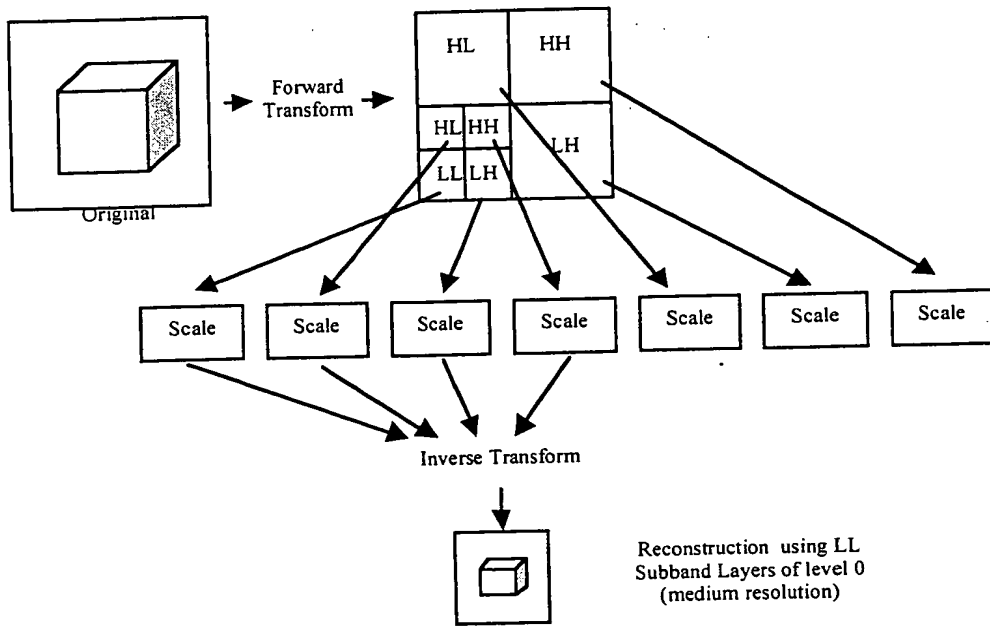 HL HH
Forward
Transform
HL HH
LH
LL LH
Original
Scale Scale Scale Scale Scale Scale Scale
Inverse Transform
Reconstruction using LL
Subband Layers of level 0
(medium resolution)